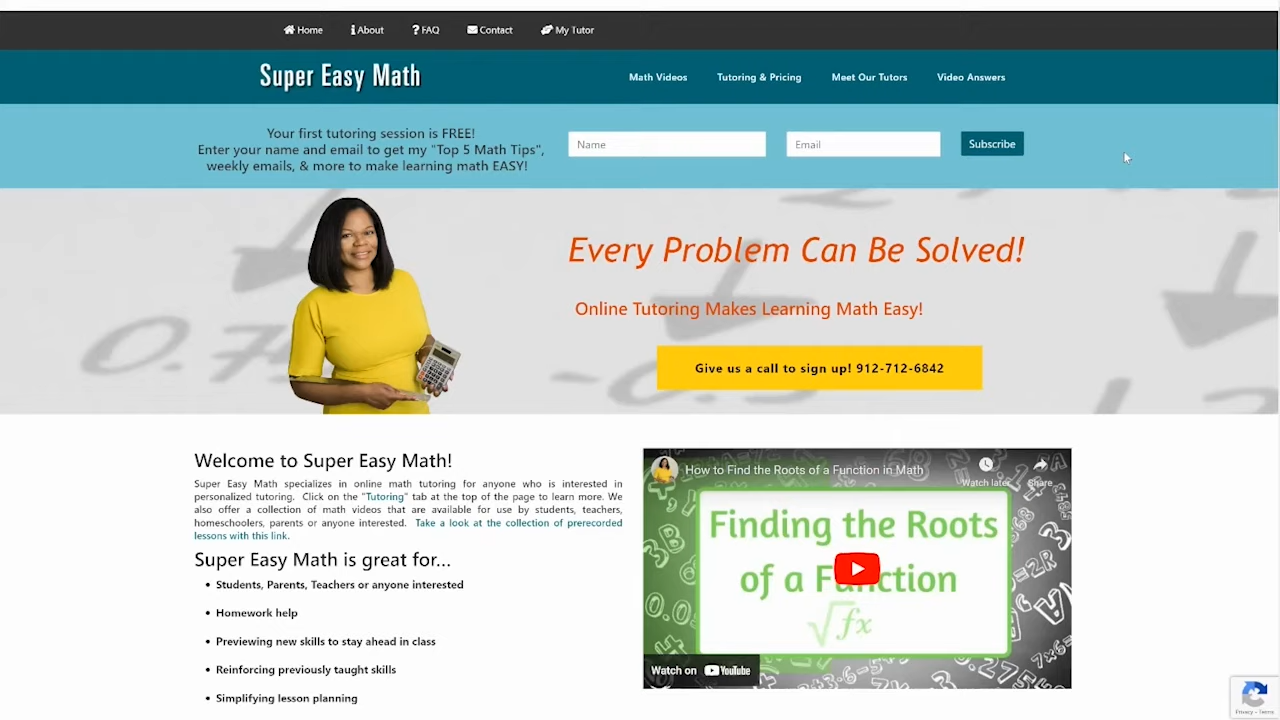 Home About FAQ Contact My Tutor
Super Easy Math
Math Videos Tutoring & Pricing Meet Our Tutors Video Answers
Your first tutoring session is FREE!
Enter your name and email to get my "Top 5 Math Tips",
weekly emails, & more to make learning math EASY!
Name Email Subscribe
Every Problem Can Be Solved!
Online Tutoring Makes Learning Math Easy!
Give us a call to sign up! 912-712-6842
Welcome to Super Easy Math!
Super Easy Math specializes in online math tutoring for anyone who is interested in
personalized tutoring. Click on the "Tutoring" tab at the top of the page to learn more. We
also offer a collection of math videos that are available for use by students, teachers,
homeschoolers, parents or anyone interested. Take a look at the collection of prerecorded
lessons with this link.
Super Easy Math is great for...
• Students, Parents, Teachers or anyone interested
• Homework help
• Previewing new skills to stay ahead in class
• Reinforcing previously taught skills
• Simplifying lesson planning
How to Find the Roots of a Function in Math
Watch later Share
Finding the Roots
of a Function
√fx
Watch on YouTube
Privacy - Terms